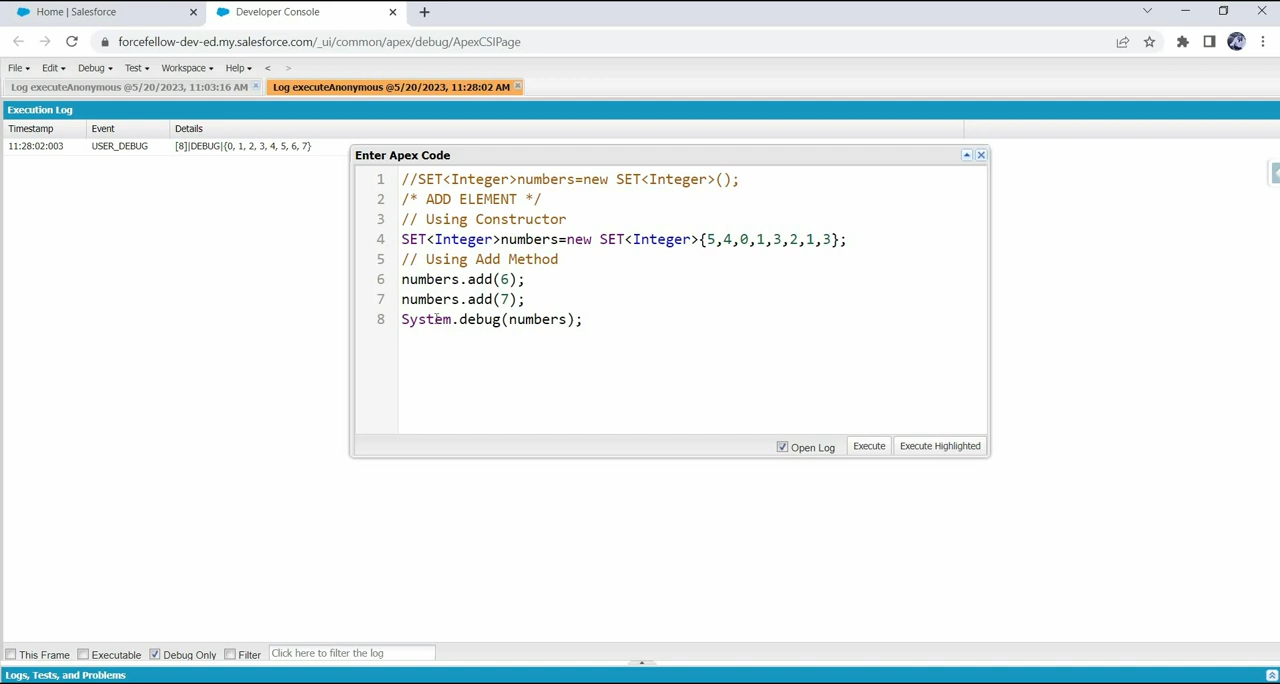 Home | Salesforce
Developer Console
forcefellow-dev-ed.my.salesforce.com/_ui/common/apex/debug/ApexCSIPage
File Edit Debug Test Workspace Help < >
Log executeAnonymous @5/20/2023, 11:03:16 AM
Log executeAnonymous @5/20/2023, 11:28:02 AM
Execution Log
Timestamp Event Details
11:28:02:003 USER_DEBUG [8]|DEBUG|{0, 1, 2, 3, 4, 5, 6, 7}
Enter Apex Code
1 //SET<Integer>numbers=new SET<Integer>();
2 /* ADD ELEMENT */
3 // Using Constructor
4 SET<Integer>numbers=new SET<Integer>{5,4,0,1,3,2,1,3};
5 // Using Add Method
6 numbers.add(6);
7 numbers.add(7);
8 System.debug(numbers);
Open Log Execute Execute Highlighted
This Frame Executable Debug Only Filter Click here to filter the log
Logs, Tests, and Problems